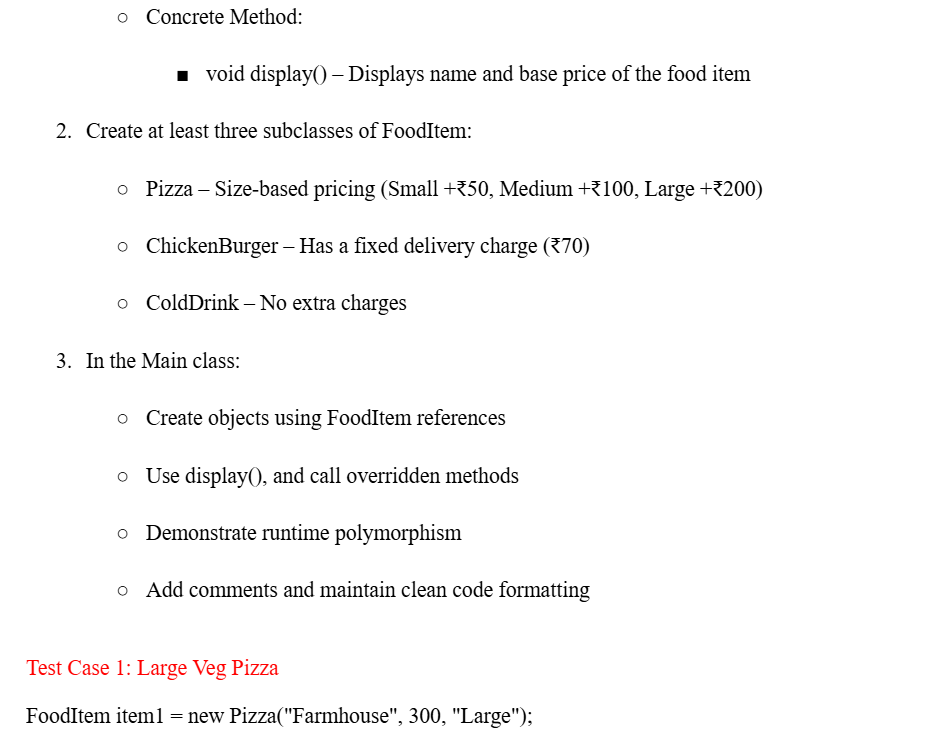 ○ Concrete Method:
■ void display() – Displays name and base price of the food item
2. Create at least three subclasses of FoodItem:
○ Pizza – Size-based pricing (Small +₹50, Medium +₹100, Large +₹200)
○ ChickenBurger – Has a fixed delivery charge (₹70)
○ ColdDrink – No extra charges
3. In the Main class:
○ Create objects using FoodItem references
○ Use display(), and call overridden methods
○ Demonstrate runtime polymorphism
○ Add comments and maintain clean code formatting
Test Case 1: Large Veg Pizza
FoodItem item1 = new Pizza("Farmhouse", 300, "Large");